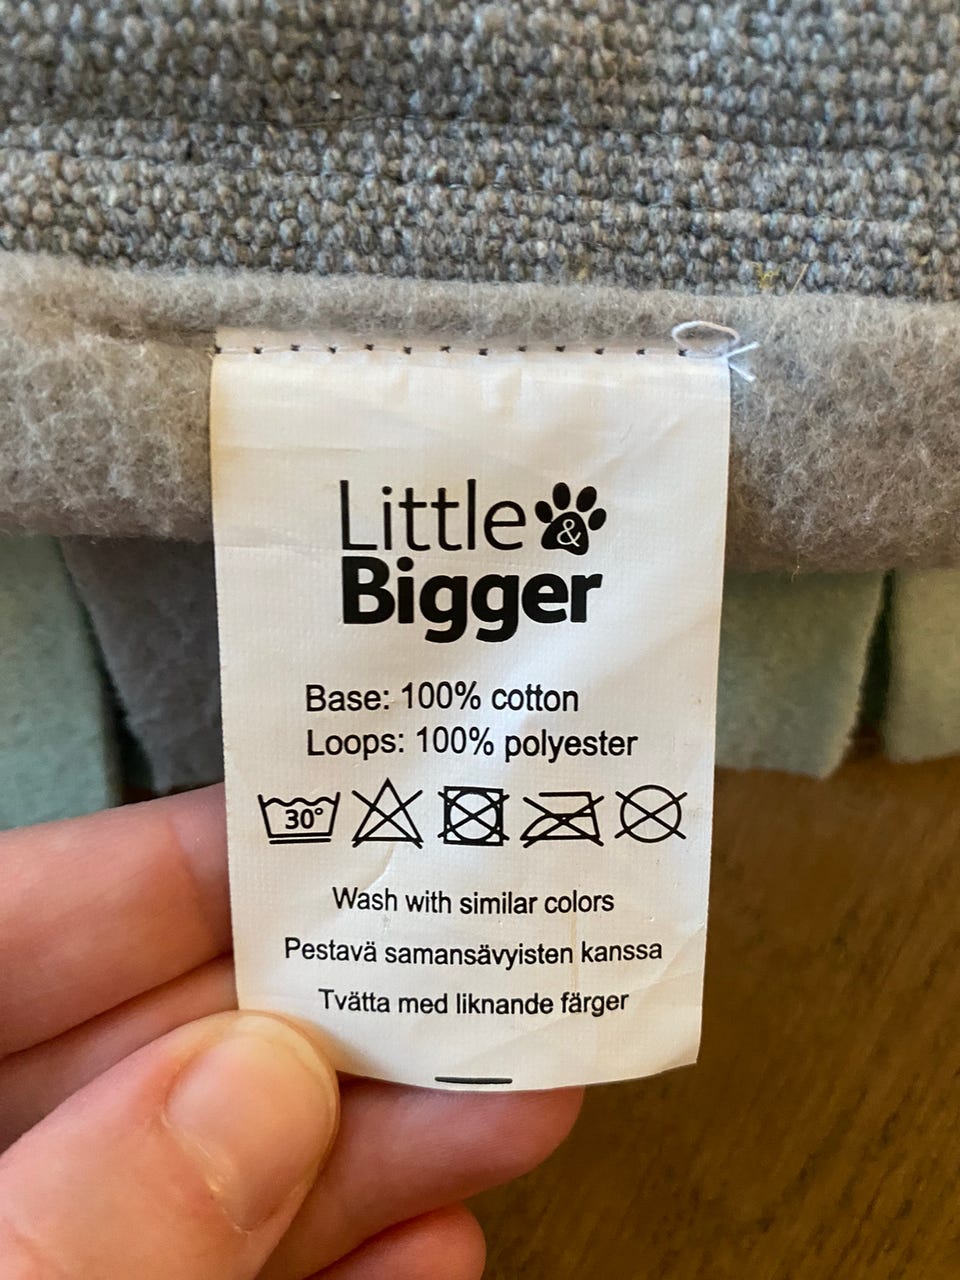 Little &
Bigger
Base: 100% cotton
Loops: 100% polyester
30°
Wash with similar colors
Pestavä samansävyisten kanssa
Tvätta med liknande färger